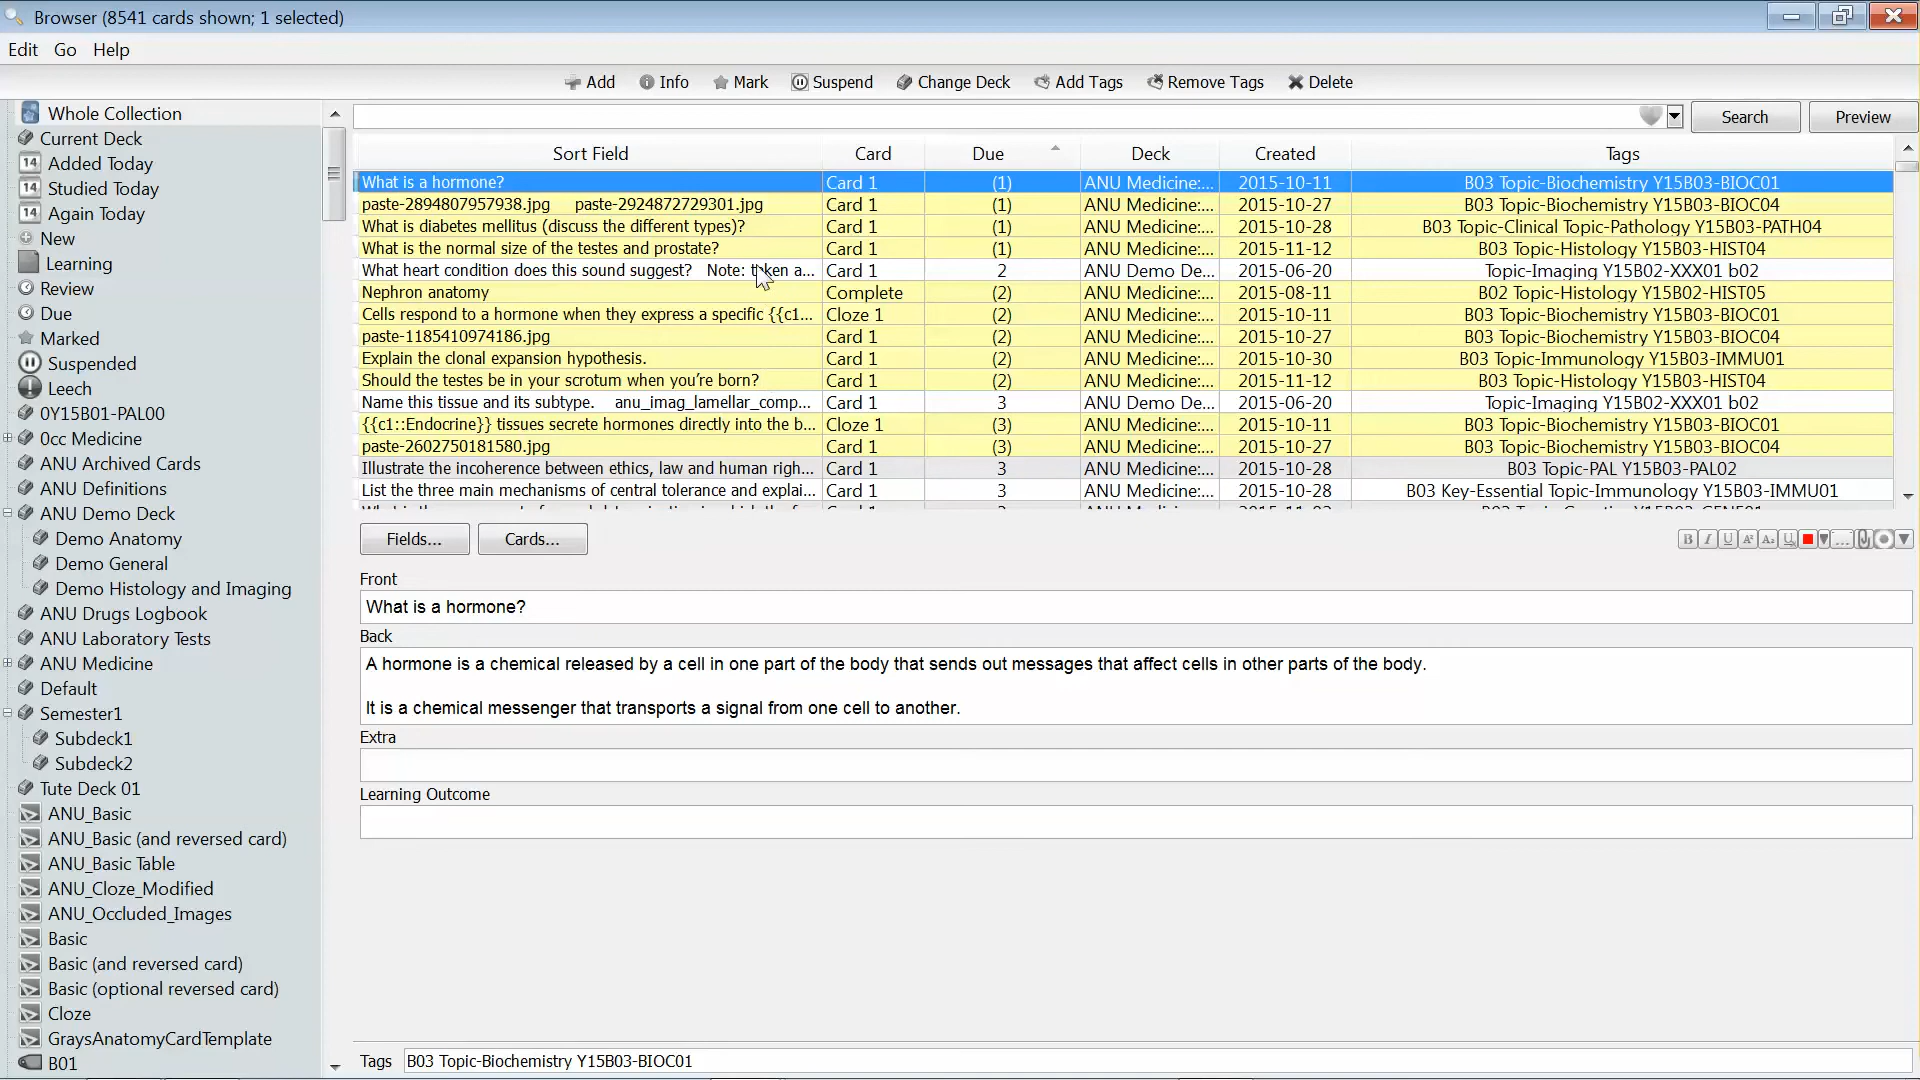 Browser (8541 cards shown; 1 selected)
Edit Go Help
Add Info Mark Suspend Change Deck Add Tags Remove Tags Delete
Whole Collection
Current Deck
14 Added Today
14 Studied Today
14 Again Today
New
Learning
Review
Due
Marked
Suspended
Leech
0Y15B01-PAL00
0cc Medicine
ANU Archived Cards
ANU Definitions
ANU Demo Deck
Demo Anatomy
Demo General
Demo Histology and Imaging
ANU Drugs Logbook
ANU Laboratory Tests
ANU Medicine
Default
Semester1
Subdeck1
Subdeck2
Tute Deck 01
ANU_Basic
ANU_Basic (and reversed card)
ANU_Basic Table
ANU_Cloze_Modified
ANU_Occluded_Images
Basic
Basic (and reversed card)
Basic (optional reversed card)
Cloze
GraysAnatomyCardTemplate
B01
Search Preview
Sort Field Card Due Deck Created Tags
What is a hormone? Card 1 (1) ANU Medicine:... 2015-10-11 B03 Topic-Biochemistry Y15B03-BIOC01
paste-2894807957938.jpg paste-2924872729301.jpg Card 1 (1) ANU Medicine:... 2015-10-27 B03 Topic-Biochemistry Y15B03-BIOC04
What is diabetes mellitus (discuss the different types)? Card 1 (1) ANU Medicine:... 2015-10-28 B03 Topic-Clinical Topic-Pathology Y15B03-PATH04
What is the normal size of the testes and prostate? Card 1 (1) ANU Medicine:... 2015-11-12 B03 Topic-Histology Y15B03-HIST04
What heart condition does this sound suggest? Note: taken a... Card 1 2 ANU Demo De... 2015-06-20 Topic-Imaging Y15B02-XXX01 b02
Nephron anatomy Complete (2) ANU Medicine:... 2015-08-11 B02 Topic-Histology Y15B02-HIST05
Cells respond to a hormone when they express a specific {{c1... Cloze 1 (2) ANU Medicine:... 2015-10-11 B03 Topic-Biochemistry Y15B03-BIOC01
paste-1185410974186.jpg Card 1 (2) ANU Medicine:... 2015-10-27 B03 Topic-Biochemistry Y15B03-BIOC04
Explain the clonal expansion hypothesis. Card 1 (2) ANU Medicine:... 2015-10-30 B03 Topic-Immunology Y15B03-IMMU01
Should the testes be in your scrotum when you're born? Card 1 (2) ANU Medicine:... 2015-11-12 B03 Topic-Histology Y15B03-HIST04
Name this tissue and its subtype. anu_imag_lamellar_comp... Card 1 3 ANU Demo De... 2015-06-20 Topic-Imaging Y15B02-XXX01 b02
{{c1::Endocrine}} tissues secrete hormones directly into the b... Cloze 1 (3) ANU Medicine:... 2015-10-11 B03 Topic-Biochemistry Y15B03-BIOC01
paste-2602750181580.jpg Card 1 (3) ANU Medicine:... 2015-10-27 B03 Topic-Biochemistry Y15B03-BIOC04
Illustrate the incoherence between ethics, law and human righ... Card 1 3 ANU Medicine:... 2015-10-28 B03 Topic-PAL Y15B03-PAL02
List the three main mechanisms of central tolerance and explai... Card 1 3 ANU Medicine:... 2015-10-28 B03 Key-Essential Topic-Immunology Y15B03-IMMU01
Fields... Cards...
Front
What is a hormone?
Back
A hormone is a chemical released by a cell in one part of the body that sends out messages that affect cells in other parts of the body.
It is a chemical messenger that transports a signal from one cell to another.
Extra
Learning Outcome
Tags B03 Topic-Biochemistry Y15B03-BIOC01